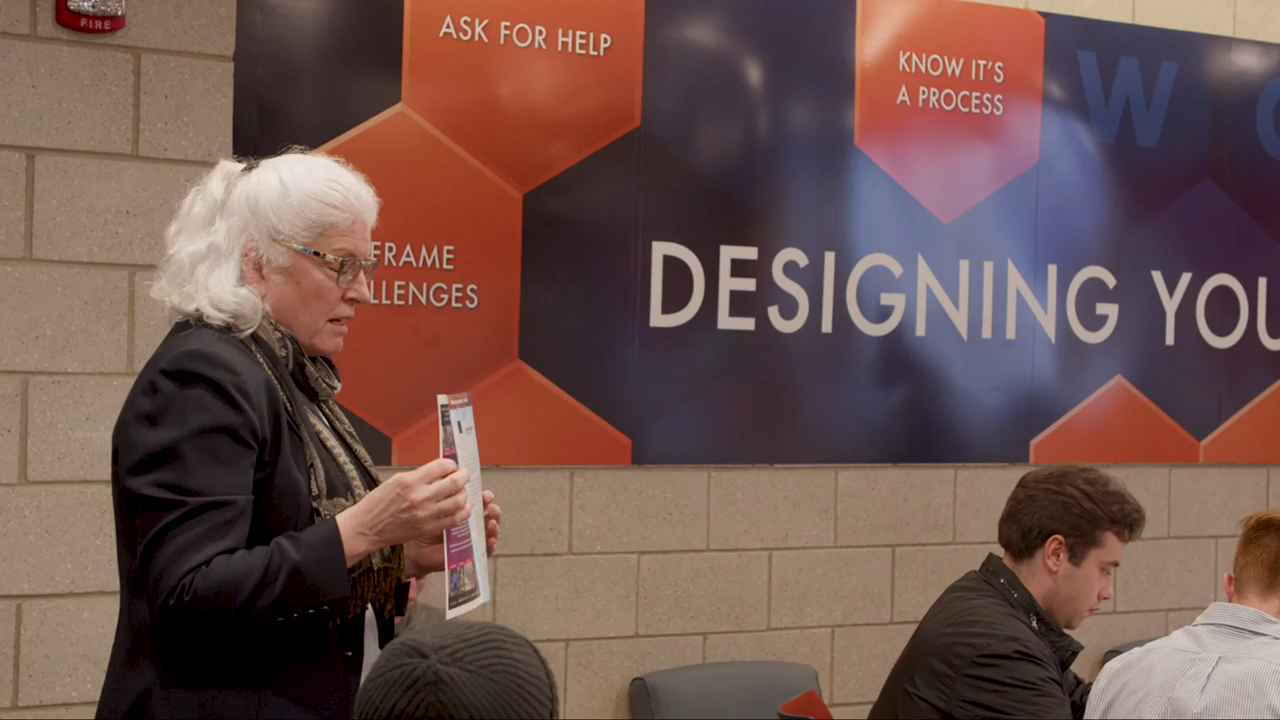 FIRE
ASK FOR HELP
KNOW IT'S
A PROCESS
W
FRAME
LLENGES
DESIGNING YOU